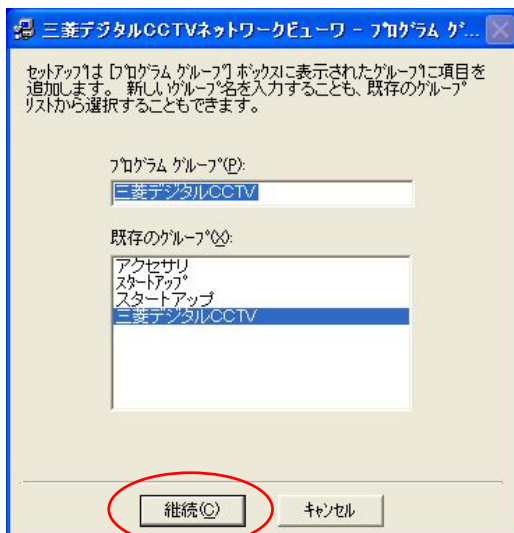 三菱デジタルCCTVネットワークビューワ - ﾌﾟﾛｸﾞﾗﾑ ｸﾞ...
ｾｯﾄｱｯﾌﾟは [ﾌﾟﾛｸﾞﾗﾑ ｸﾞﾙｰﾌﾟ] ﾎﾞｯｸｽに表示されたｸﾞﾙｰﾌﾟに項目を
追加します。 新しいｸﾞﾙｰﾌﾟ名を入力することも、既存のｸﾞﾙｰﾌﾟ
ﾘｽﾄから選択することもできます。
ﾌﾟﾛｸﾞﾗﾑ ｸﾞﾙｰﾌﾟ(P):
三菱デジタルCCTV
既存のｸﾞﾙｰﾌﾟ(X):
アクセサリ
ｽﾀｰﾄｱｯﾌﾟ
スタートアップ
三菱デジタルCCTV
継続(C)
ｷｬﾝｾﾙ